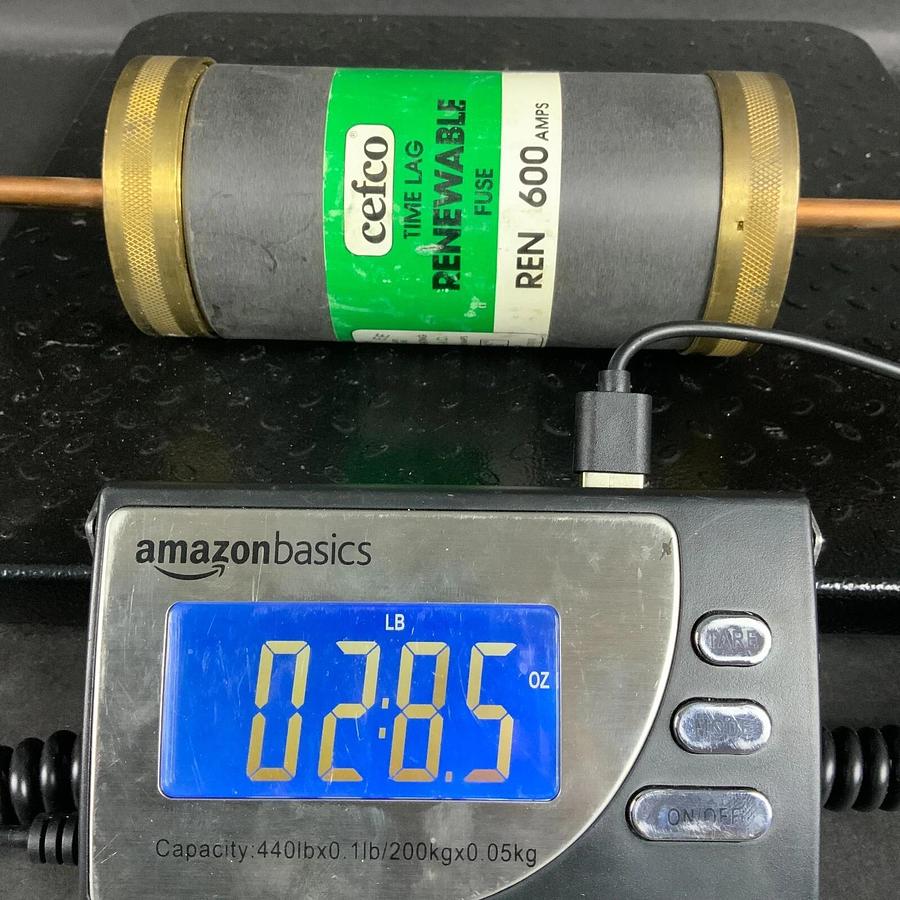 cefco®
TIME LAG
RENEWABLE
FUSE
REN 600 AMPS
amazonbasics
LB
02:8.5
OZ
TARE
MODE
ON/OFF
Capacity:440lbx0.1lb/200kgx0.05kg